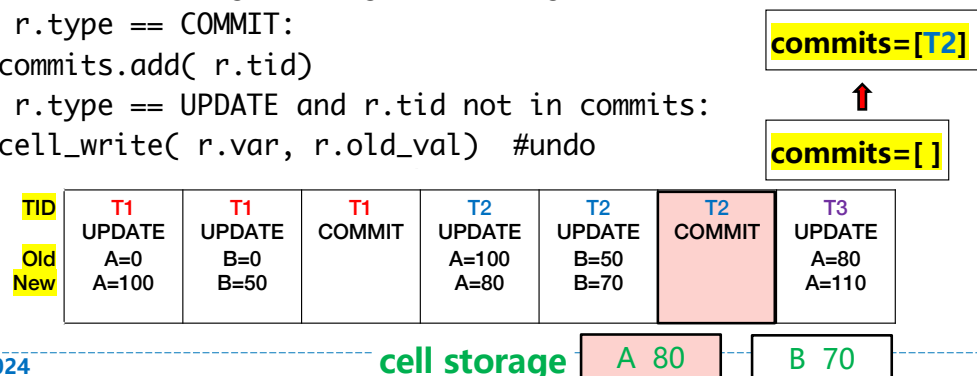 r.type == COMMIT:
commits.add( r.tid)
r.type == UPDATE and r.tid not in commits:
cell_write( r.var, r.old_val) #undo
commits=[T2]
commits=[ ]
TID T1 T1 T1 T2 T2 T2 T3
UPDATE UPDATE COMMIT UPDATE UPDATE COMMIT UPDATE
Old A=0 B=0 A=100 B=50 A=80
New A=100 B=50 A=80 B=70 A=110
cell storage A 80 B 70